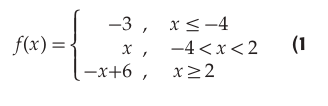 −3 , x ≤ −4
f(x) = { x , −4 < x < 2 (1
−x+6 , x ≥ 2